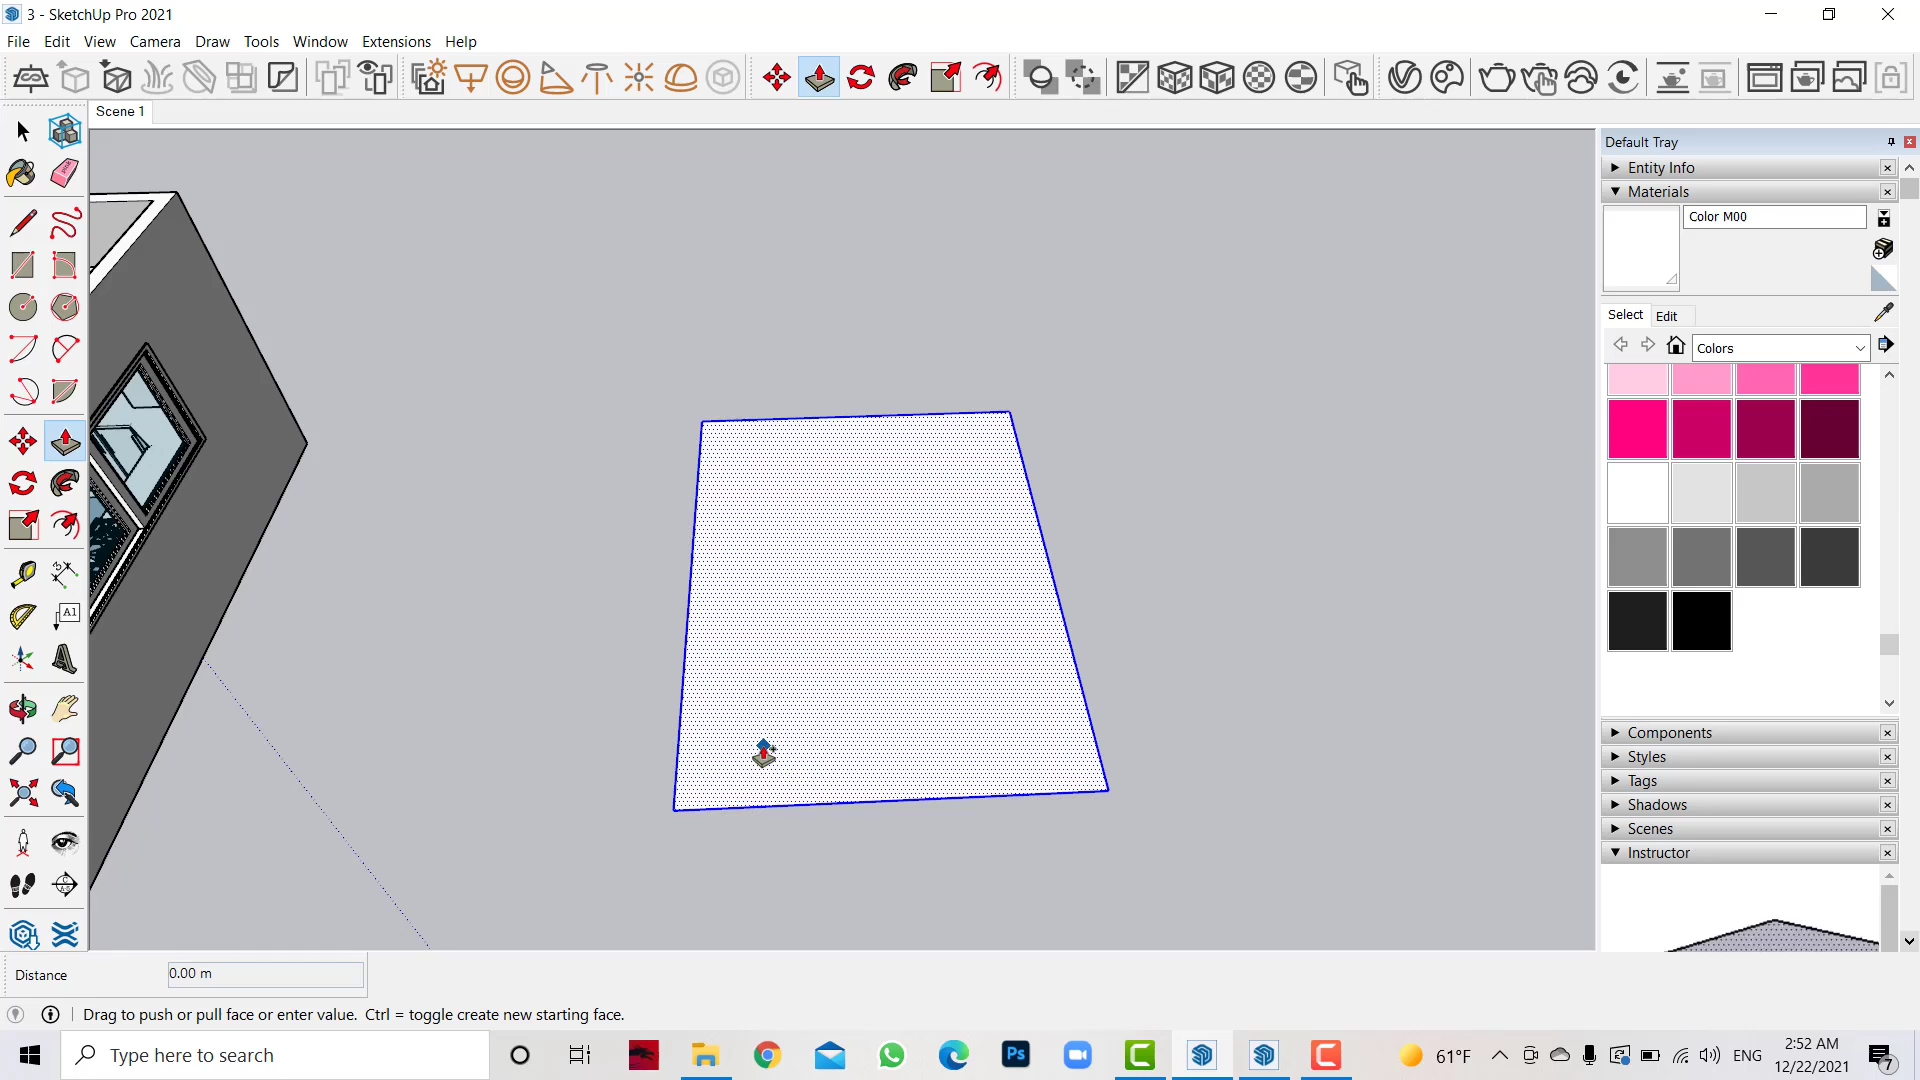 3 - SketchUp Pro 2021
File Edit View Camera Draw Tools Window Extensions Help
Scene 1
Default Tray
Entity Info
Materials
Color M00
Select Edit
Colors
A1
Components
Styles
Tags
Shadows
Scenes
Instructor
Distance 0.00 m
Drag to push or pull face or enter value. Ctrl = toggle create new starting face.
Type here to search
Ps
61°F
ENG
2:52 AM
12/22/2021
7